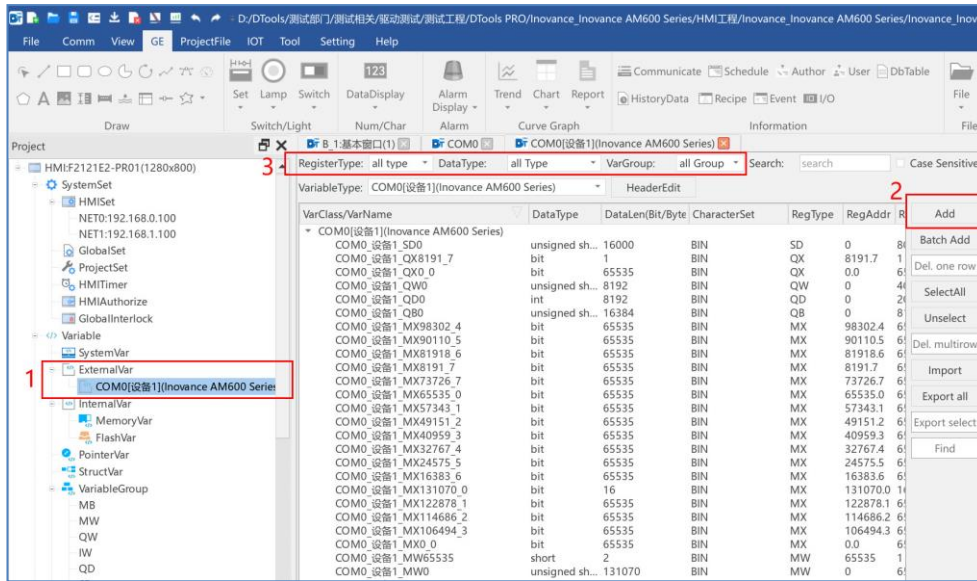 D:/DTools/测试部门/测试相关/驱动测试/测试工程/DTools PRO/Inovance_Inovance AM600 Series/HMI工程/Inovance_Inovance AM600 Series/Inovance_Inov
File Comm View GE ProjectFile IOT Tool Setting Help
Set Lamp Switch DataDisplay Alarm Display Trend Chart Report Communicate Schedule Author User DbTable File
HistoryData Recipe Event I/O
Draw Switch/Light Num/Char Alarm Curve Graph Information File
Project B_1:基本窗口(1) COM0 COM0[设备1](Inovance AM600 Series)
3 RegisterType: all type DataType: all Type VarGroup: all Group Search: search Case Sensitive
VariableType: COM0[设备1](Inovance AM600 Series) HeaderEdit
HMI:F2121E2-PR01(1280x800)
SystemSet
HMISet
NET0:192.168.0.100
NET1:192.168.1.100
GlobalSet
ProjectSet
HMITimer
HMIAuthorize
GlobalInterlock
Variable
SystemVar
1 ExternalVar
COM0[设备1](Inovance AM600 Series
InternalVar
MemoryVar
FlashVar
PointerVar
StructVar
VariableGroup
MB
MW
QW
IW
QD
VarClass/VarName DataType DataLen(Bit/Byte CharacterSet RegType RegAddr R
COM0[设备1](Inovance AM600 Series)
COM0_设备1_SD0 unsigned sh... 16000 BIN SD 0 80
COM0_设备1_QX8191_7 bit 1 BIN QX 8191.7 1
COM0_设备1_QX0_0 bit 65535 BIN QX 0.0 6
COM0_设备1_QW0 unsigned sh... 8192 BIN QW 0 40
COM0_设备1_QD0 int 8192 BIN QD 0 20
COM0_设备1_QB0 unsigned sh... 16384 BIN QB 0 8
COM0_设备1_MX98302_4 bit 65535 BIN MX 98302.4 6
COM0_设备1_MX90110_5 bit 65535 BIN MX 90110.5 6
COM0_设备1_MX81918_6 bit 65535 BIN MX 81918.6 6
COM0_设备1_MX8191_7 bit 65535 BIN MX 8191.7 6
COM0_设备1_MX73726_7 bit 65535 BIN MX 73726.7 6
COM0_设备1_MX65535_0 bit 65535 BIN MX 65535.0 6
COM0_设备1_MX57343_1 bit 65535 BIN MX 57343.1 6
COM0_设备1_MX49151_2 bit 65535 BIN MX 49151.2 6
COM0_设备1_MX40959_3 bit 65535 BIN MX 40959.3 6
COM0_设备1_MX32767_4 bit 65535 BIN MX 32767.4 6
COM0_设备1_MX24575_5 bit 65535 BIN MX 24575.5 6
COM0_设备1_MX16383_6 bit 65535 BIN MX 16383.6 6
COM0_设备1_MX131070_0 bit 16 BIN MX 131070.0 1
COM0_设备1_MX122878_1 bit 65535 BIN MX 122878.1 6
COM0_设备1_MX114686_2 bit 65535 BIN MX 114686.2 6
COM0_设备1_MX106494_3 bit 65535 BIN MX 106494.3 6
COM0_设备1_MX0_0 bit 65535 BIN MX 0.0 6
COM0_设备1_MW65535 short 2 BIN MW 65535 1
COM0_设备1_MW0 unsigned sh... 131070 BIN MW 0 6
2
Add
Batch Add
Del. one row
SelectAll
Unselect
Del. multirow
Import
Export all
Export select
Find